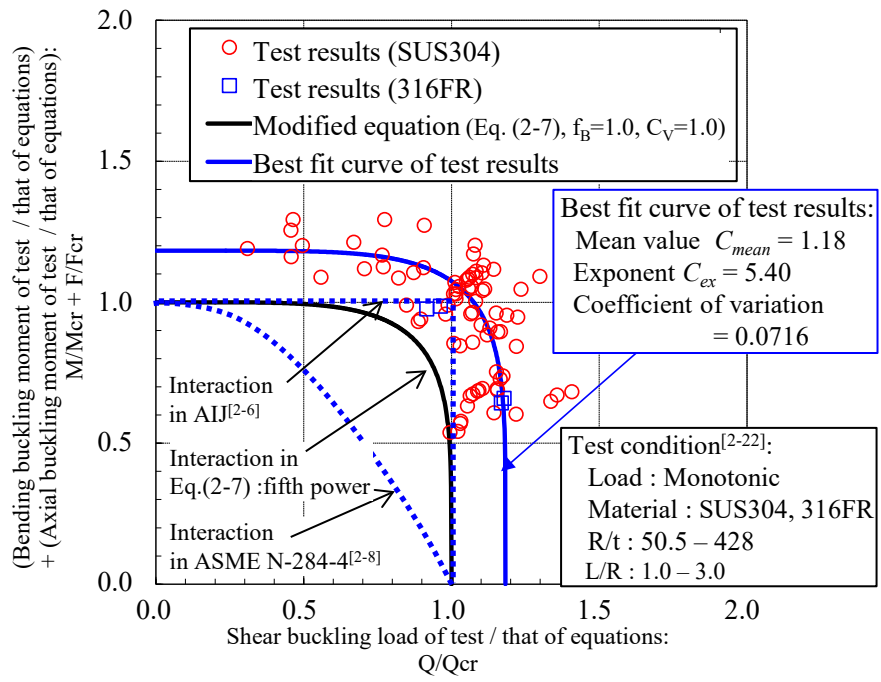 (Bending buckling moment of test / that of equations)
+ (Axial buckling moment of test / that of equations):
M/Mcr + F/Fcr
2.0
1.5
1.0
0.5
0.0
Test results (SUS304)
Test results (316FR)
Modified equation (Eq. (2-7), f_B=1.0, C_V=1.0)
Best fit curve of test results
Best fit curve of test results:
Mean value C_mean = 1.18
Exponent C_ex = 5.40
Coefficient of variation
= 0.0716
Interaction
in AIJ[2-6]
Interaction in
Eq.(2-7) :fifth power
Interaction
in ASME N-284-4[2-8]
Test condition[2-22]:
Load : Monotonic
Material : SUS304, 316FR
R/t : 50.5 – 428
L/R : 1.0 – 3.0
0.0 0.5 1.0 1.5 2.0
Shear buckling load of test / that of equations:
Q/Qcr